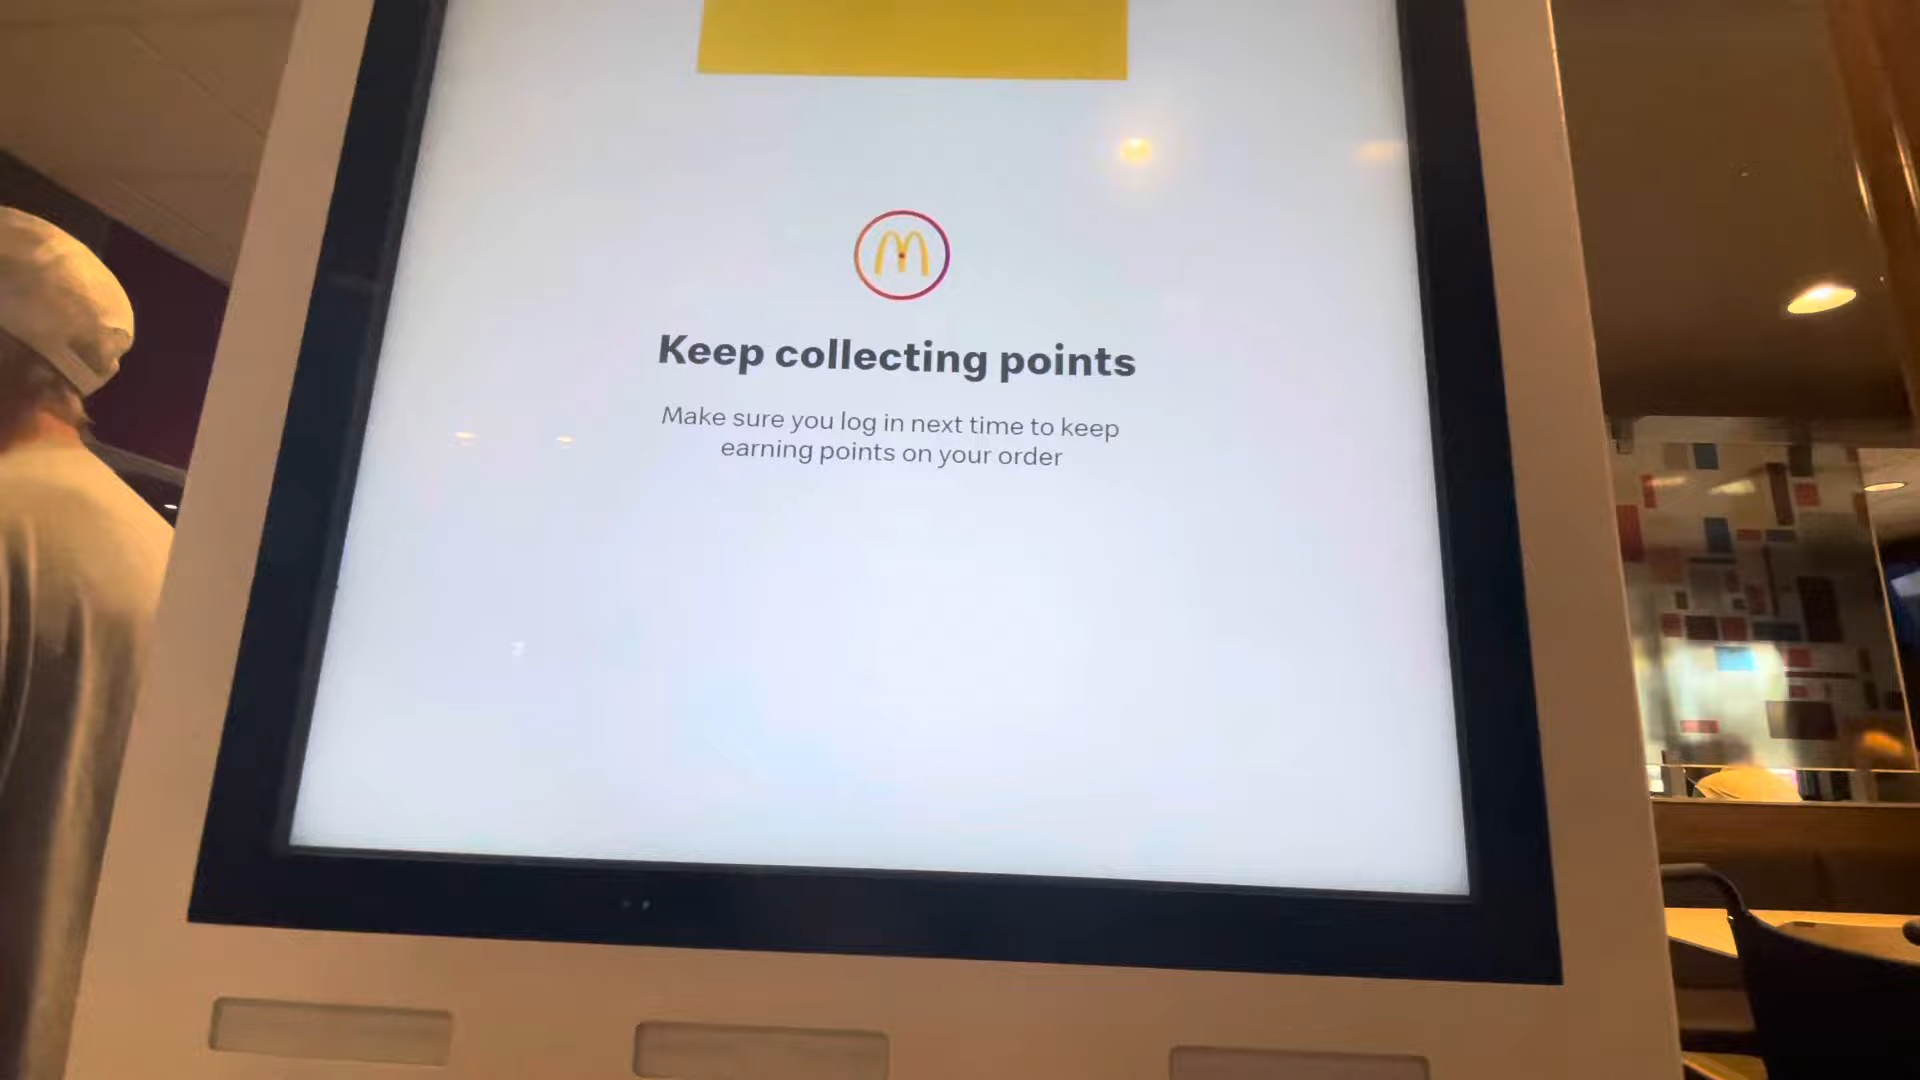 Keep collecting points
Make sure you log in next time to keep
earning points on your order